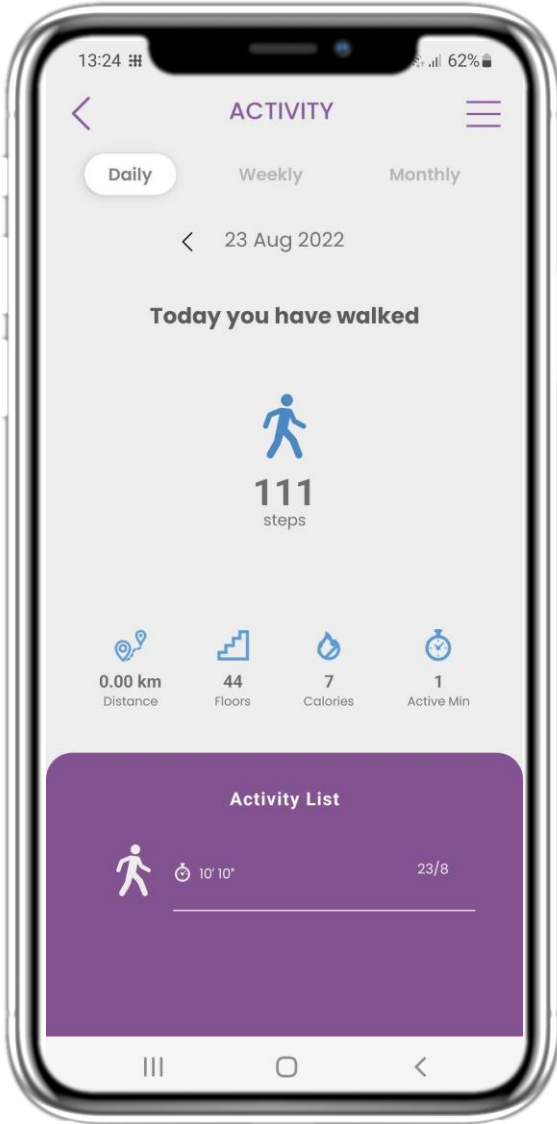 13:24 62%
ACTIVITY
Daily Weekly Monthly
23 Aug 2022
Today you have walked
111
steps
0.00 km 44 7 1
Distance Floors Calories Active Min
Activity List
10' 10" 23/8